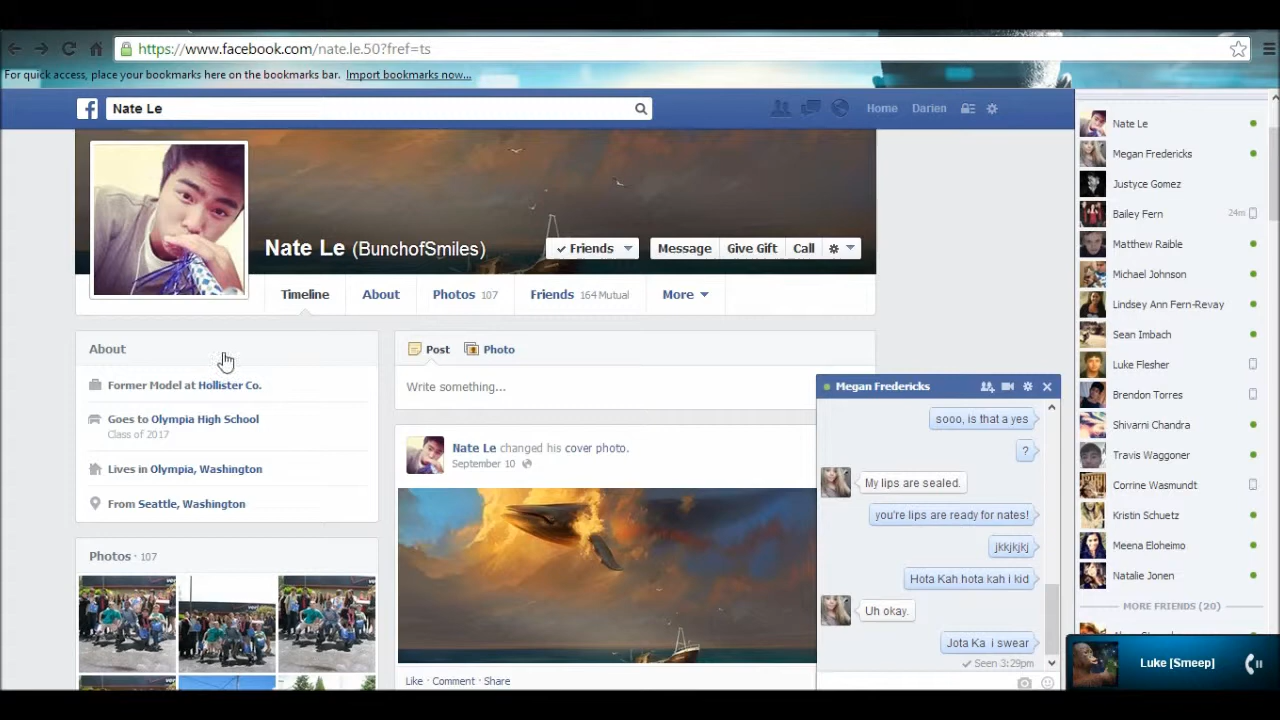 https://www.facebook.com/nate.le.50?fref=ts
For quick access, place your bookmarks here on the bookmarks bar. Import bookmarks now...
Nate Le
Home
Darien
Nate Le (BunchofSmiles)
Friends
Message
Give Gift
Call
Timeline
About
Photos 107
Friends 164 Mutual
More
About
Former Model at Hollister Co.
Goes to Olympia High School
Class of 2017
Lives in Olympia, Washington
From Seattle, Washington
Photos · 107
Post
Photo
Write something...
Nate Le changed his cover photo.
September 10
Like · Comment · Share
Megan Fredericks
sooo, is that a yes
?
My lips are sealed.
you're lips are ready for nates!
jkkjkjkj
Hota Kah hota kah i kid
Uh okay.
Jota Ka i swear
Seen 3:29pm
Nate Le
Megan Fredericks
Justyce Gomez
Bailey Fern 24m
Matthew Raible
Michael Johnson
Lindsey Ann Fern-Revay
Sean Imbach
Luke Flesher
Brendon Torres
Shivarni Chandra
Travis Waggoner
Corrine Wasmundt
Kristin Schuetz
Meena Eloheimo
Natalie Jonen
MORE FRIENDS (20)
Luke [Smeep]